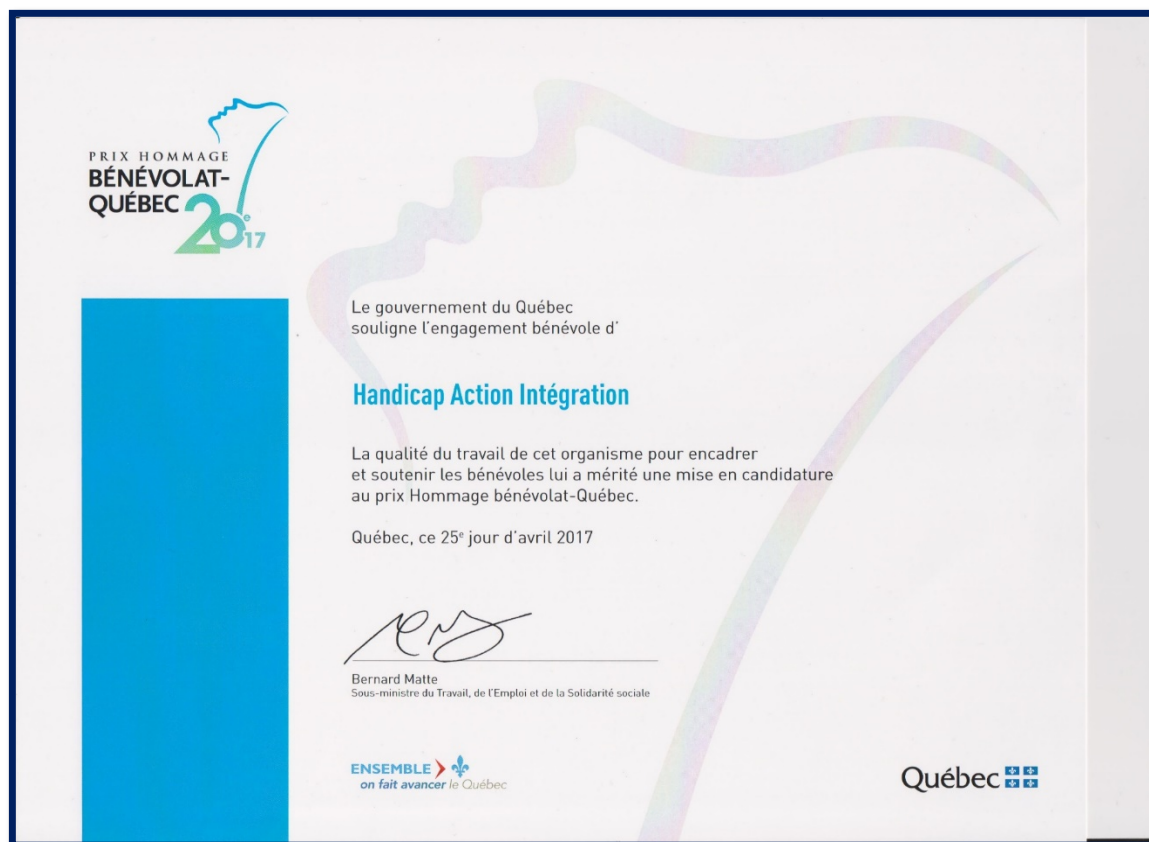 PRIX HOMMAGE
BÉNÉVOLAT-
QUÉBEC 20e
17
Le gouvernement du Québec
souligne l'engagement bénévole d'
Handicap Action Intégration
La qualité du travail de cet organisme pour encadrer
et soutenir les bénévoles lui a mérité une mise en candidature
au prix Hommage bénévolat-Québec.
Québec, ce 25e jour d'avril 2017
Bernard Matte
Sous-ministre du Travail, de l'Emploi et de la Solidarité sociale
ENSEMBLE
on fait avancer le Québec
Québec